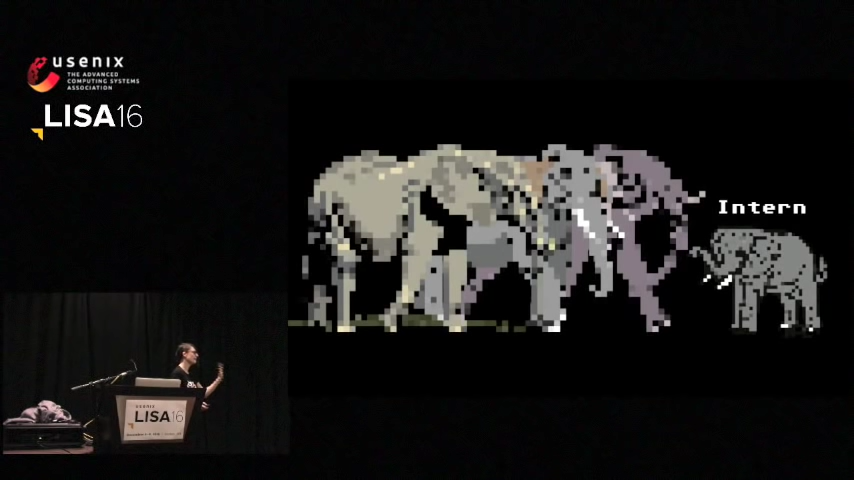 usenix
THE ADVANCED
COMPUTING SYSTEMS
ASSOCIATION
LISA16
Intern
usenix
LISA16